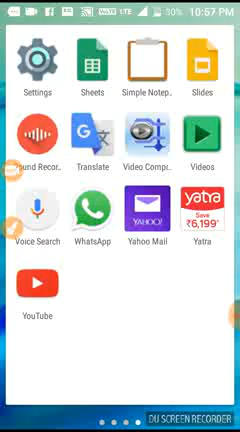 VoLTE LTE 30% 10:57 PM
Settings Sheets Simple Notep.. Slides
ound Recor.. Translate Video Compr.. Videos
YAHOO!
yatra
Save
₹6,199*
Voice Search WhatsApp Yahoo Mail Yatra
YouTube
DU SCREEN RECORDER